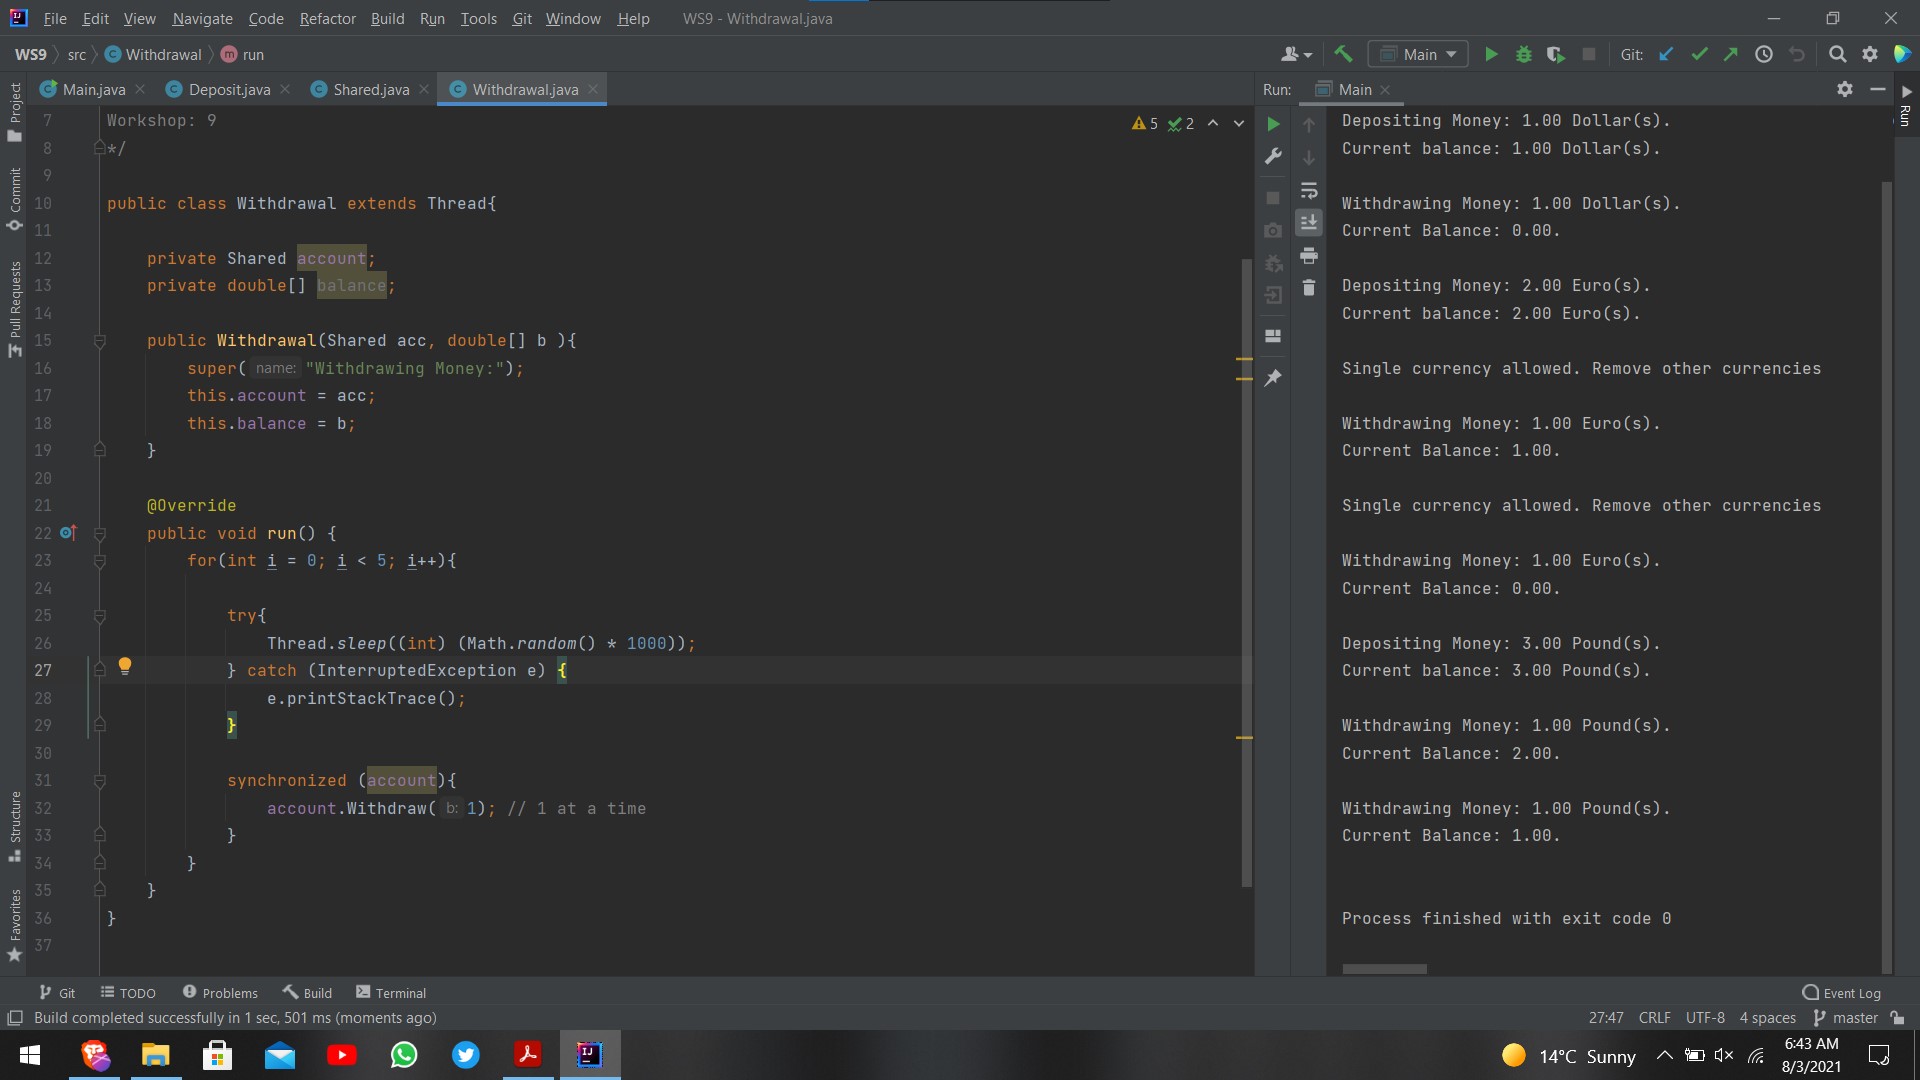 File Edit View Navigate Code Refactor Build Run Tools Git Window Help WS9 - Withdrawal.java
WS9 src Withdrawal run
Main
Git:
Main.java Deposit.java Shared.java Withdrawal.java
Run: Main
Project
Commit
Pull Requests
Structure
Favorites
Run
5 2
7 Workshop: 9
8 */
9
10 public class Withdrawal extends Thread{
11
12 private Shared account;
13 private double[] balance;
14
15 public Withdrawal(Shared acc, double[] b ){
16 super( name: "Withdrawing Money:");
17 this.account = acc;
18 this.balance = b;
19 }
20
21 @Override
22 public void run() {
23 for(int i = 0; i < 5; i++){
24
25 try{
26 Thread.sleep((int) (Math.random() * 1000));
27 } catch (InterruptedException e) {
28 e.printStackTrace();
29 }
30
31 synchronized (account){
32 account.Withdraw( b: 1); // 1 at a time
33 }
34 }
35 }
36 }
37
Depositing Money: 1.00 Dollar(s).
Current balance: 1.00 Dollar(s).
Withdrawing Money: 1.00 Dollar(s).
Current Balance: 0.00.
Depositing Money: 2.00 Euro(s).
Current balance: 2.00 Euro(s).
Single currency allowed. Remove other currencies
Withdrawing Money: 1.00 Euro(s).
Current Balance: 1.00.
Single currency allowed. Remove other currencies
Withdrawing Money: 1.00 Euro(s).
Current Balance: 0.00.
Depositing Money: 3.00 Pound(s).
Current balance: 3.00 Pound(s).
Withdrawing Money: 1.00 Pound(s).
Current Balance: 2.00.
Withdrawing Money: 1.00 Pound(s).
Current Balance: 1.00.
Process finished with exit code 0
Git TODO Problems Build Terminal Event Log
Build completed successfully in 1 sec, 501 ms (moments ago) 27:47 CRLF UTF-8 4 spaces master
14°C Sunny
6:43 AM
8/3/2021